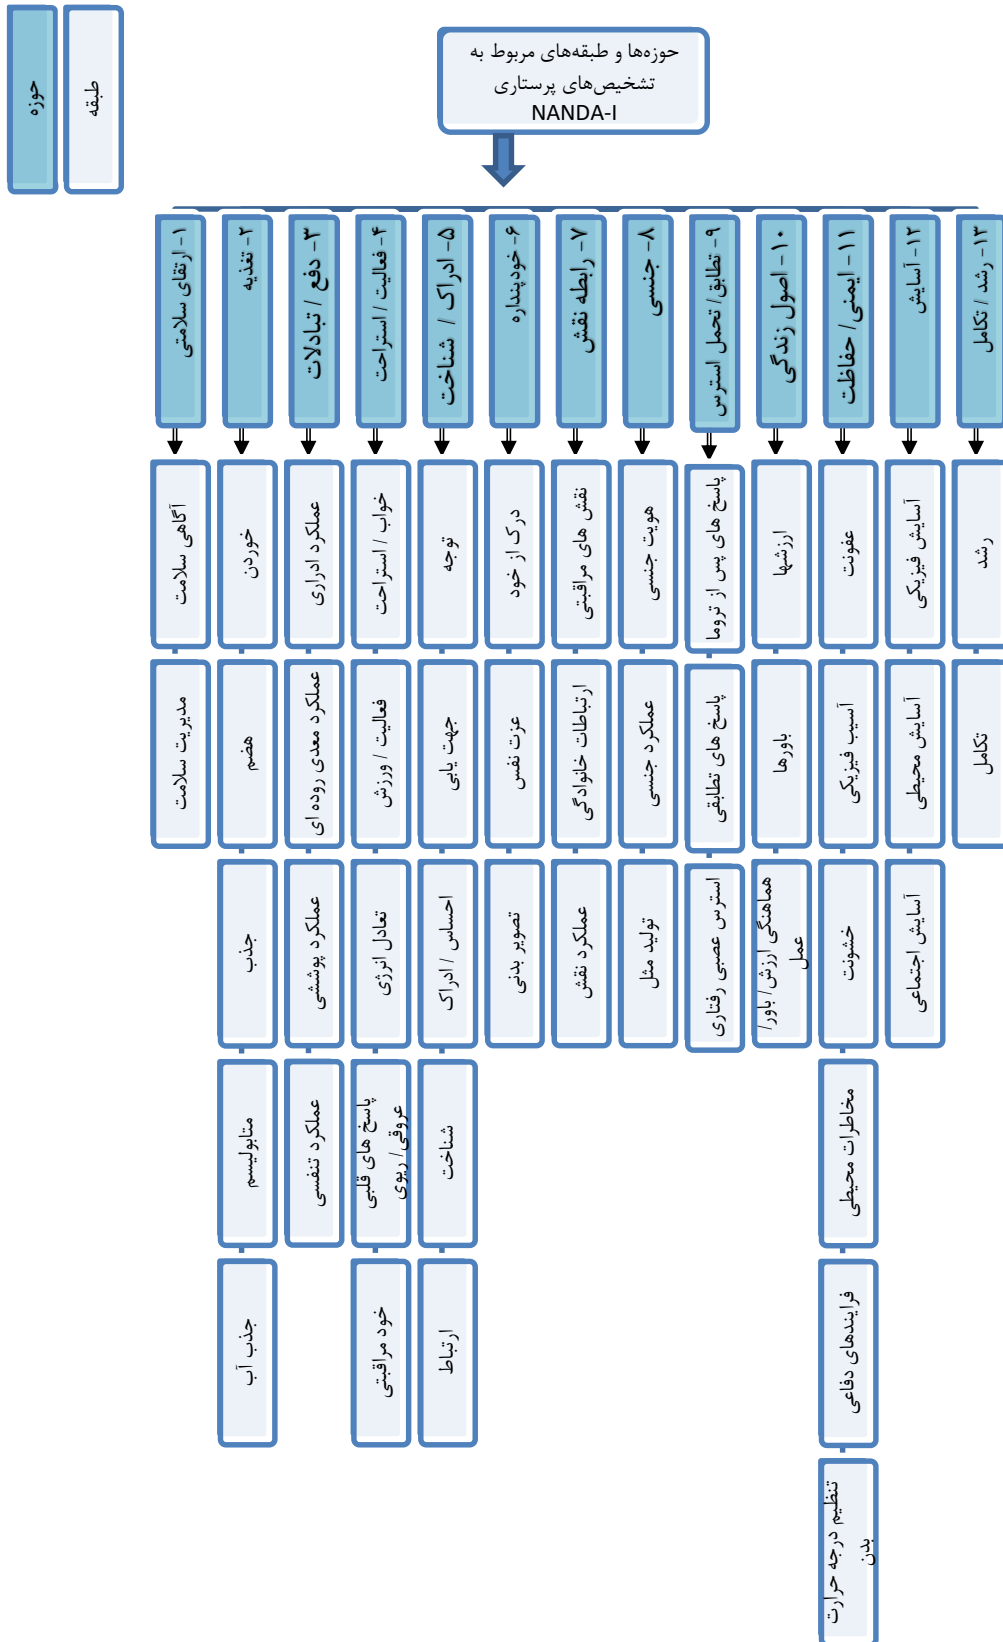 حوزه‌ها و طبقه‌های مربوط به
تشخیص‌های پرستاری
NANDA-I
حوزه
طبقه
۱- ارتقای سلامتی
آگاهی سلامت
مدیریت سلامت
۲- تغذیه
خوردن
هضم
جذب
متابولیسم
جذب آب
۳- دفع / تبادلات
عملکرد ادراری
عملکرد معدی روده ای
عملکرد پوششی
عملکرد تنفسی
۴- فعالیت / استراحت
خواب / استراحت
فعالیت / ورزش
تعادل انرژی
پاسخ های قلبی
عروقی/ ریوی
خود مراقبتی
۵- ادراک / شناخت
توجه
جهت یابی
احساس / ادراک
شناخت
ارتباط
۶- خودپنداره
درک از خود
عزت نفس
تصویر بدنی
۷- رابطه نقش
نقش های مراقبتی
ارتباطات خانوادگی
عملکرد نقش
۸- جنسی
هویت جنسی
عملکرد جنسی
تولید مثل
۹- تطابق/ تحمل استرس
پاسخ های پس از تروما
پاسخ های تطابقی
استرس عصبی رفتاری
۱۰- اصول زندگی
ارزشها
باورها
هماهنگی ارزش/ باور/
عمل
۱۱- ایمنی/ حفاظت
عفونت
آسیب فیزیکی
خشونت
مخاطرات محیطی
فرایندهای دفاعی
تنظیم درجه حرارت
بدن
۱۲- آسایش
آسایش فیزیکی
آسایش محیطی
آسایش اجتماعی
۱۳- رشد / تکامل
رشد
تکامل